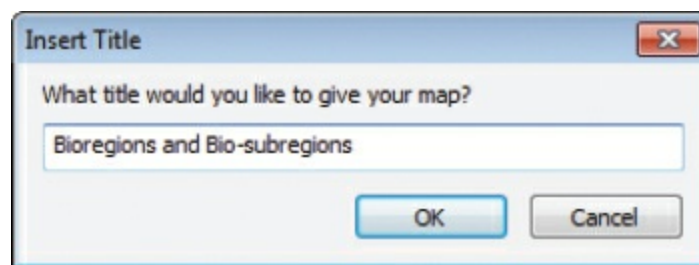 Insert Title
What title would you like to give your map?
Bioregions and Bio-subregions
OK Cancel